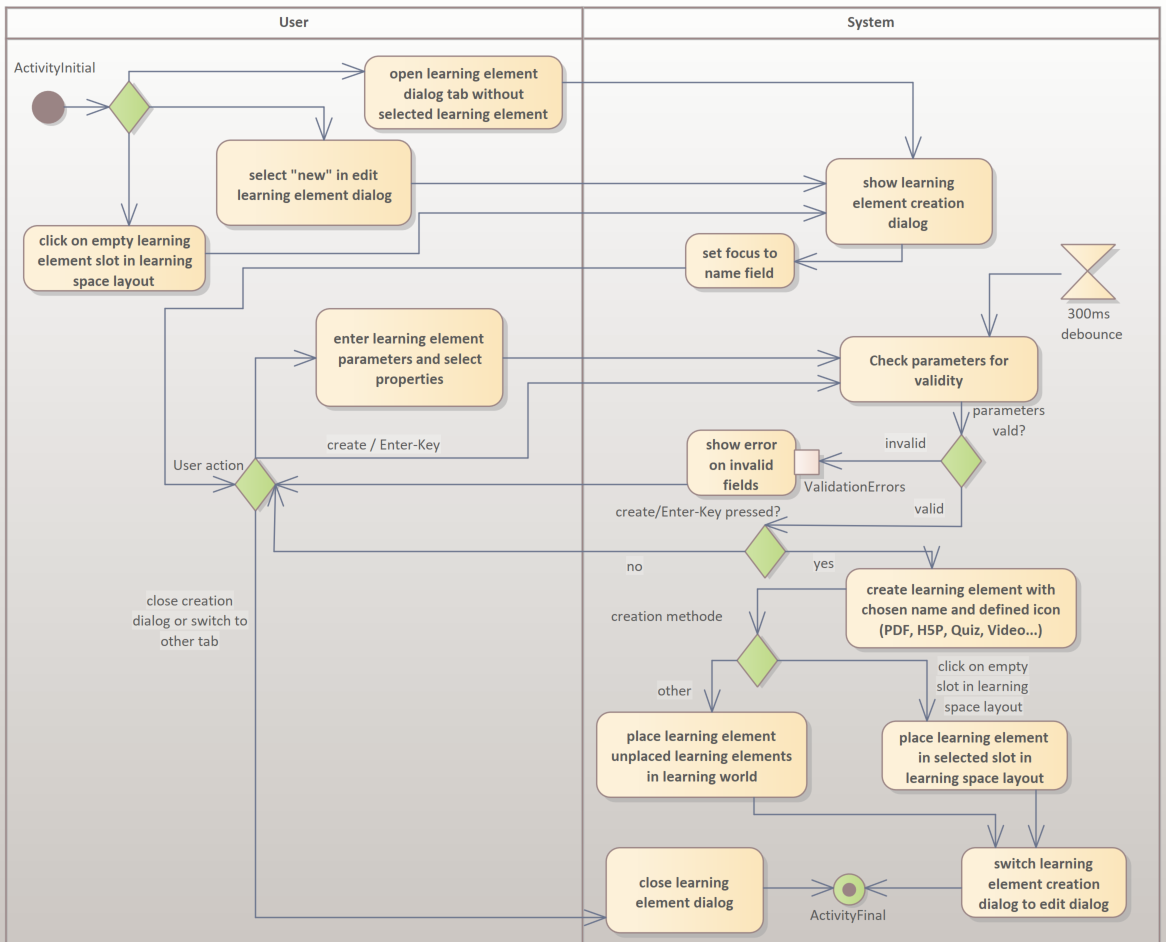 User
System
ActivityInitial
open learning element
dialog tab without
selected learning element
select "new" in edit
learning element dialog
show learning
element creation
dialog
click on empty learning
element slot in learning
space layout
set focus to
name field
300ms
debounce
enter learning element
parameters and select
properties
Check parameters for
validity
parameters
vald?
create / Enter-Key
invalid
show error
on invalid
fields
User action
ValidationErrors
valid
create/Enter-Key pressed?
no
yes
create learning element with
chosen name and defined icon
(PDF, H5P, Quiz, Video...)
close creation
dialog or switch to
other tab
creation methode
click on empty
slot in learning
space layout
other
place learning element
unplaced learning elements
in learning world
place learning element
in selected slot in
learning space layout
close learning
element dialog
switch learning
element creation
dialog to edit dialog
ActivityFinal